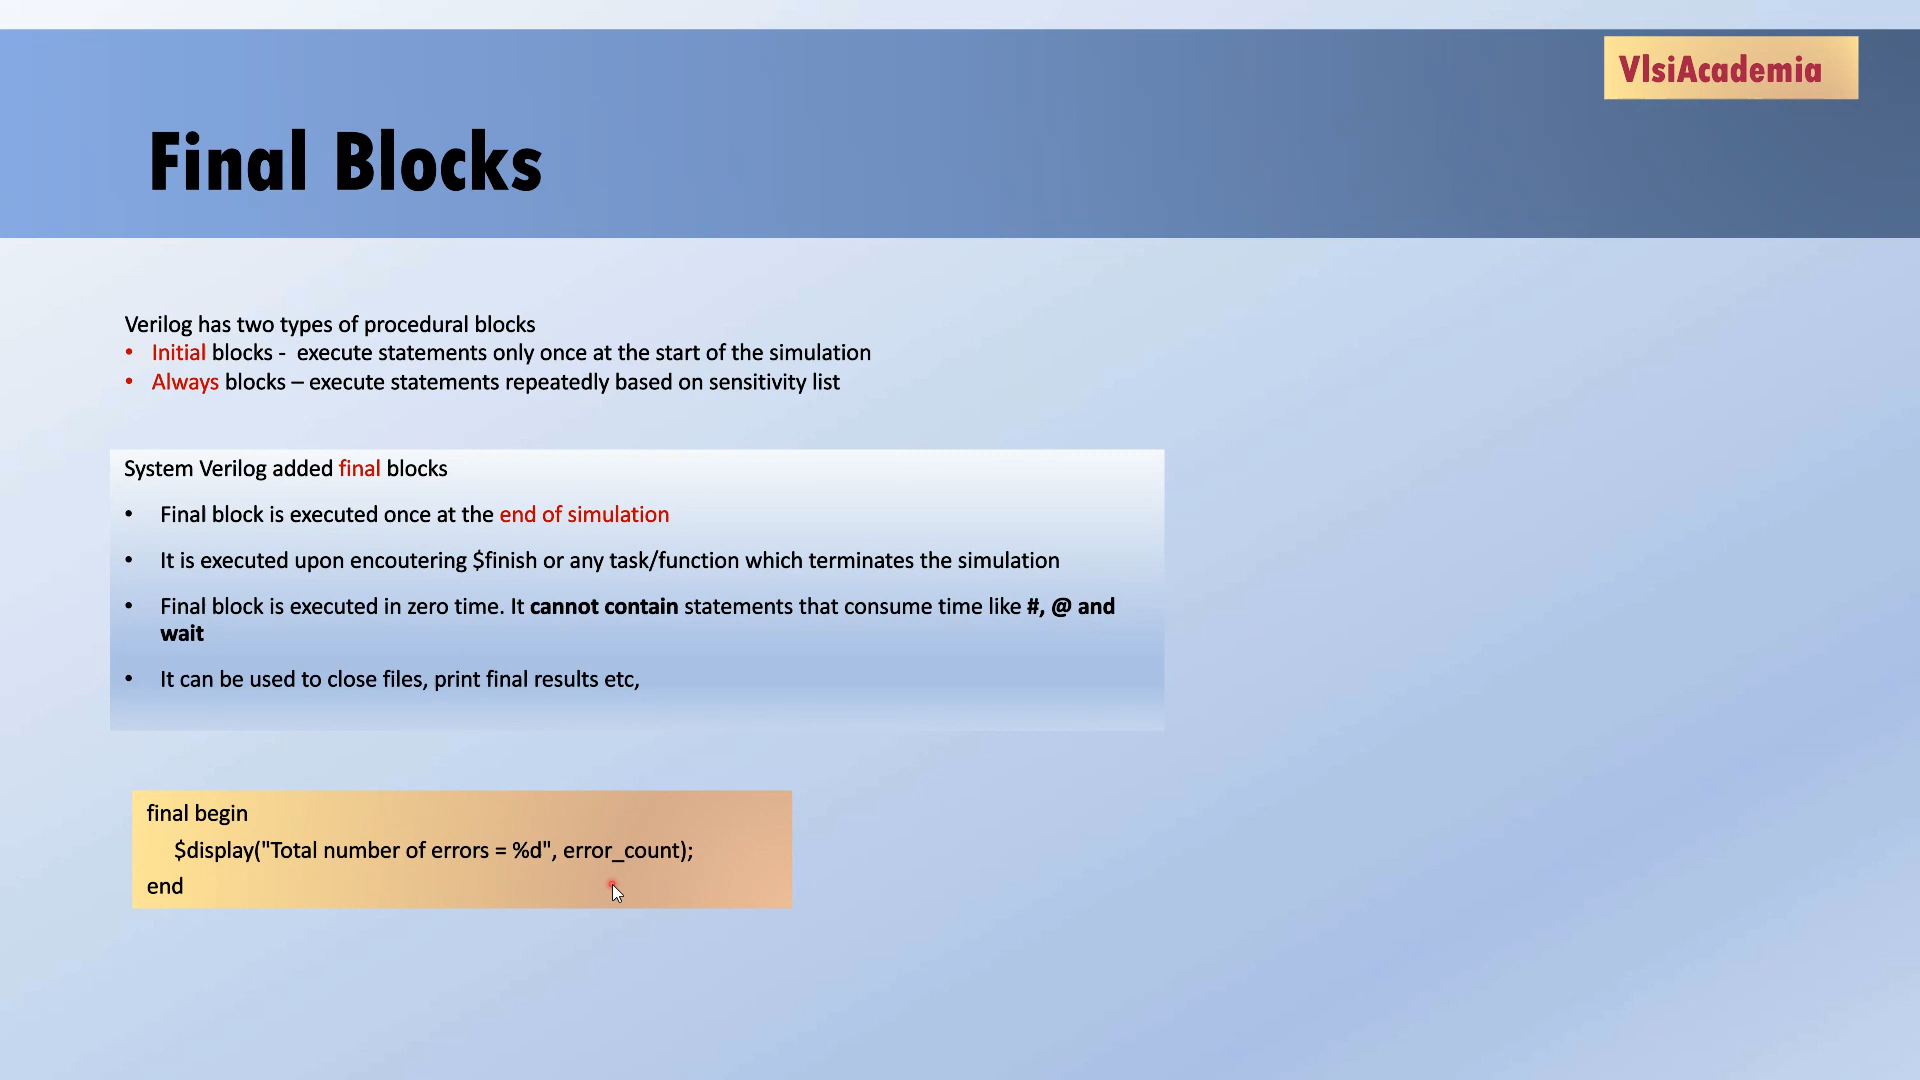 VlsiAcademia
Final Blocks
Verilog has two types of procedural blocks
• Initial blocks -  execute statements only once at the start of the simulation
• Always blocks – execute statements repeatedly based on sensitivity list
System Verilog added final blocks
• Final block is executed once at the end of simulation
• It is executed upon encoutering $finish or any task/function which terminates the simulation
• Final block is executed in zero time. It cannot contain statements that consume time like #, @ and
wait
• It can be used to close files, print final results etc,
final begin
$display("Total number of errors = %d", error_count);
end